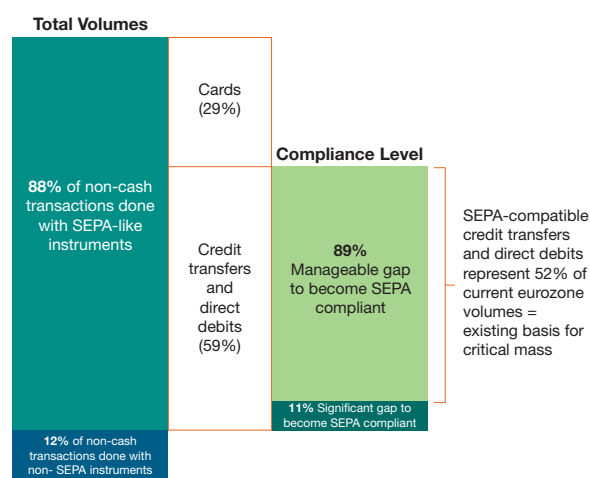 Total Volumes
88% of non-cash
transactions done
with SEPA-like
instruments
12% of non-cash
transactions done with
non- SEPA instruments
Cards
(29%)
Credit
transfers
and
direct
debits
(59%)
Compliance Level
89%
Manageable gap
to become SEPA
compliant
11% Significant gap to
become SEPA compliant
SEPA-compatible
credit transfers
and direct debits
represent 52% of
current eurozone
volumes =
existing basis for
critical mass